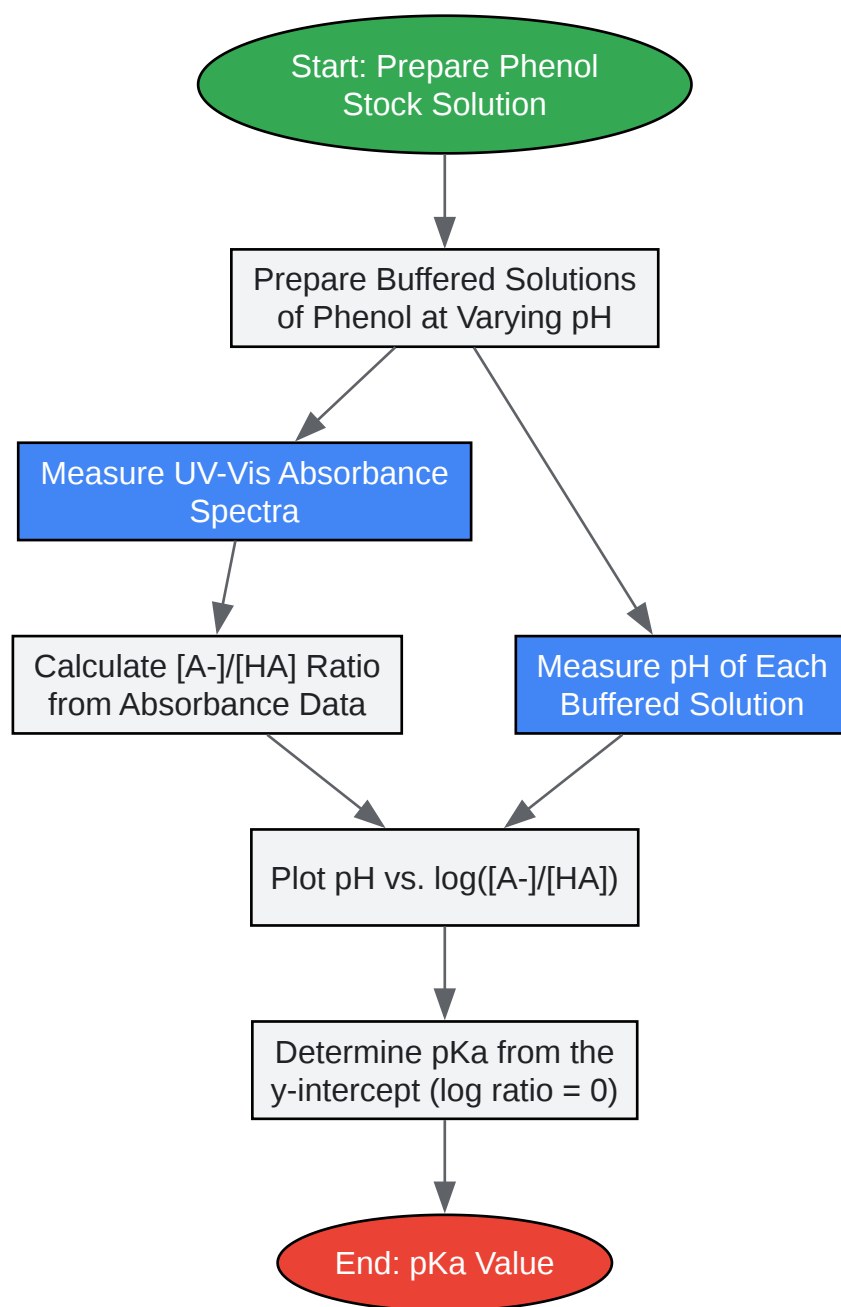 Start: Prepare Phenol
Stock Solution
Prepare Buffered Solutions
of Phenol at Varying pH
Measure UV-Vis Absorbance
Spectra
Calculate [A-]/[HA] Ratio
from Absorbance Data
Measure pH of Each
Buffered Solution
Plot pH vs. log([A-]/[HA])
Determine pKa from the
y-intercept (log ratio = 0)
End: pKa Value